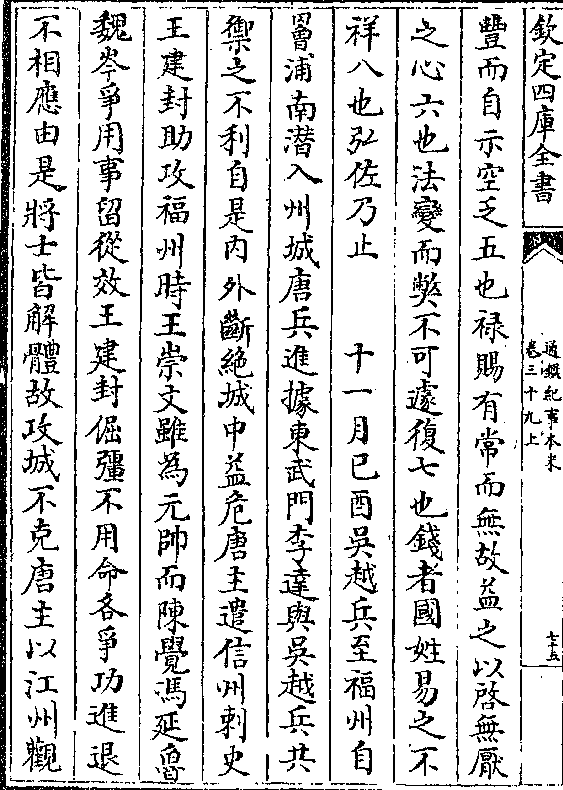 欽定四庫全書
通鑑紀事本末
卷三十九上
七十五
豐而自示空乏五也禄賜有常而無故益之以啓無厭
之心六也法變而弊不可遽復七也錢者國姓易之不
祥八也弘佐乃止　十一月已酉吳越兵至福州自
罾浦南潛入州城唐兵進據東武門李達與吳越兵共
禦之不利自是內外斷絶城中益危唐主遣信州刺史
王建封助攻福州時王崇文雖為元帥而陳覺馮延魯
魏岑爭用事留從效王建封倔彊不用命各爭功進退
不相應由是將士皆解體故攻城不克唐主以江州觀